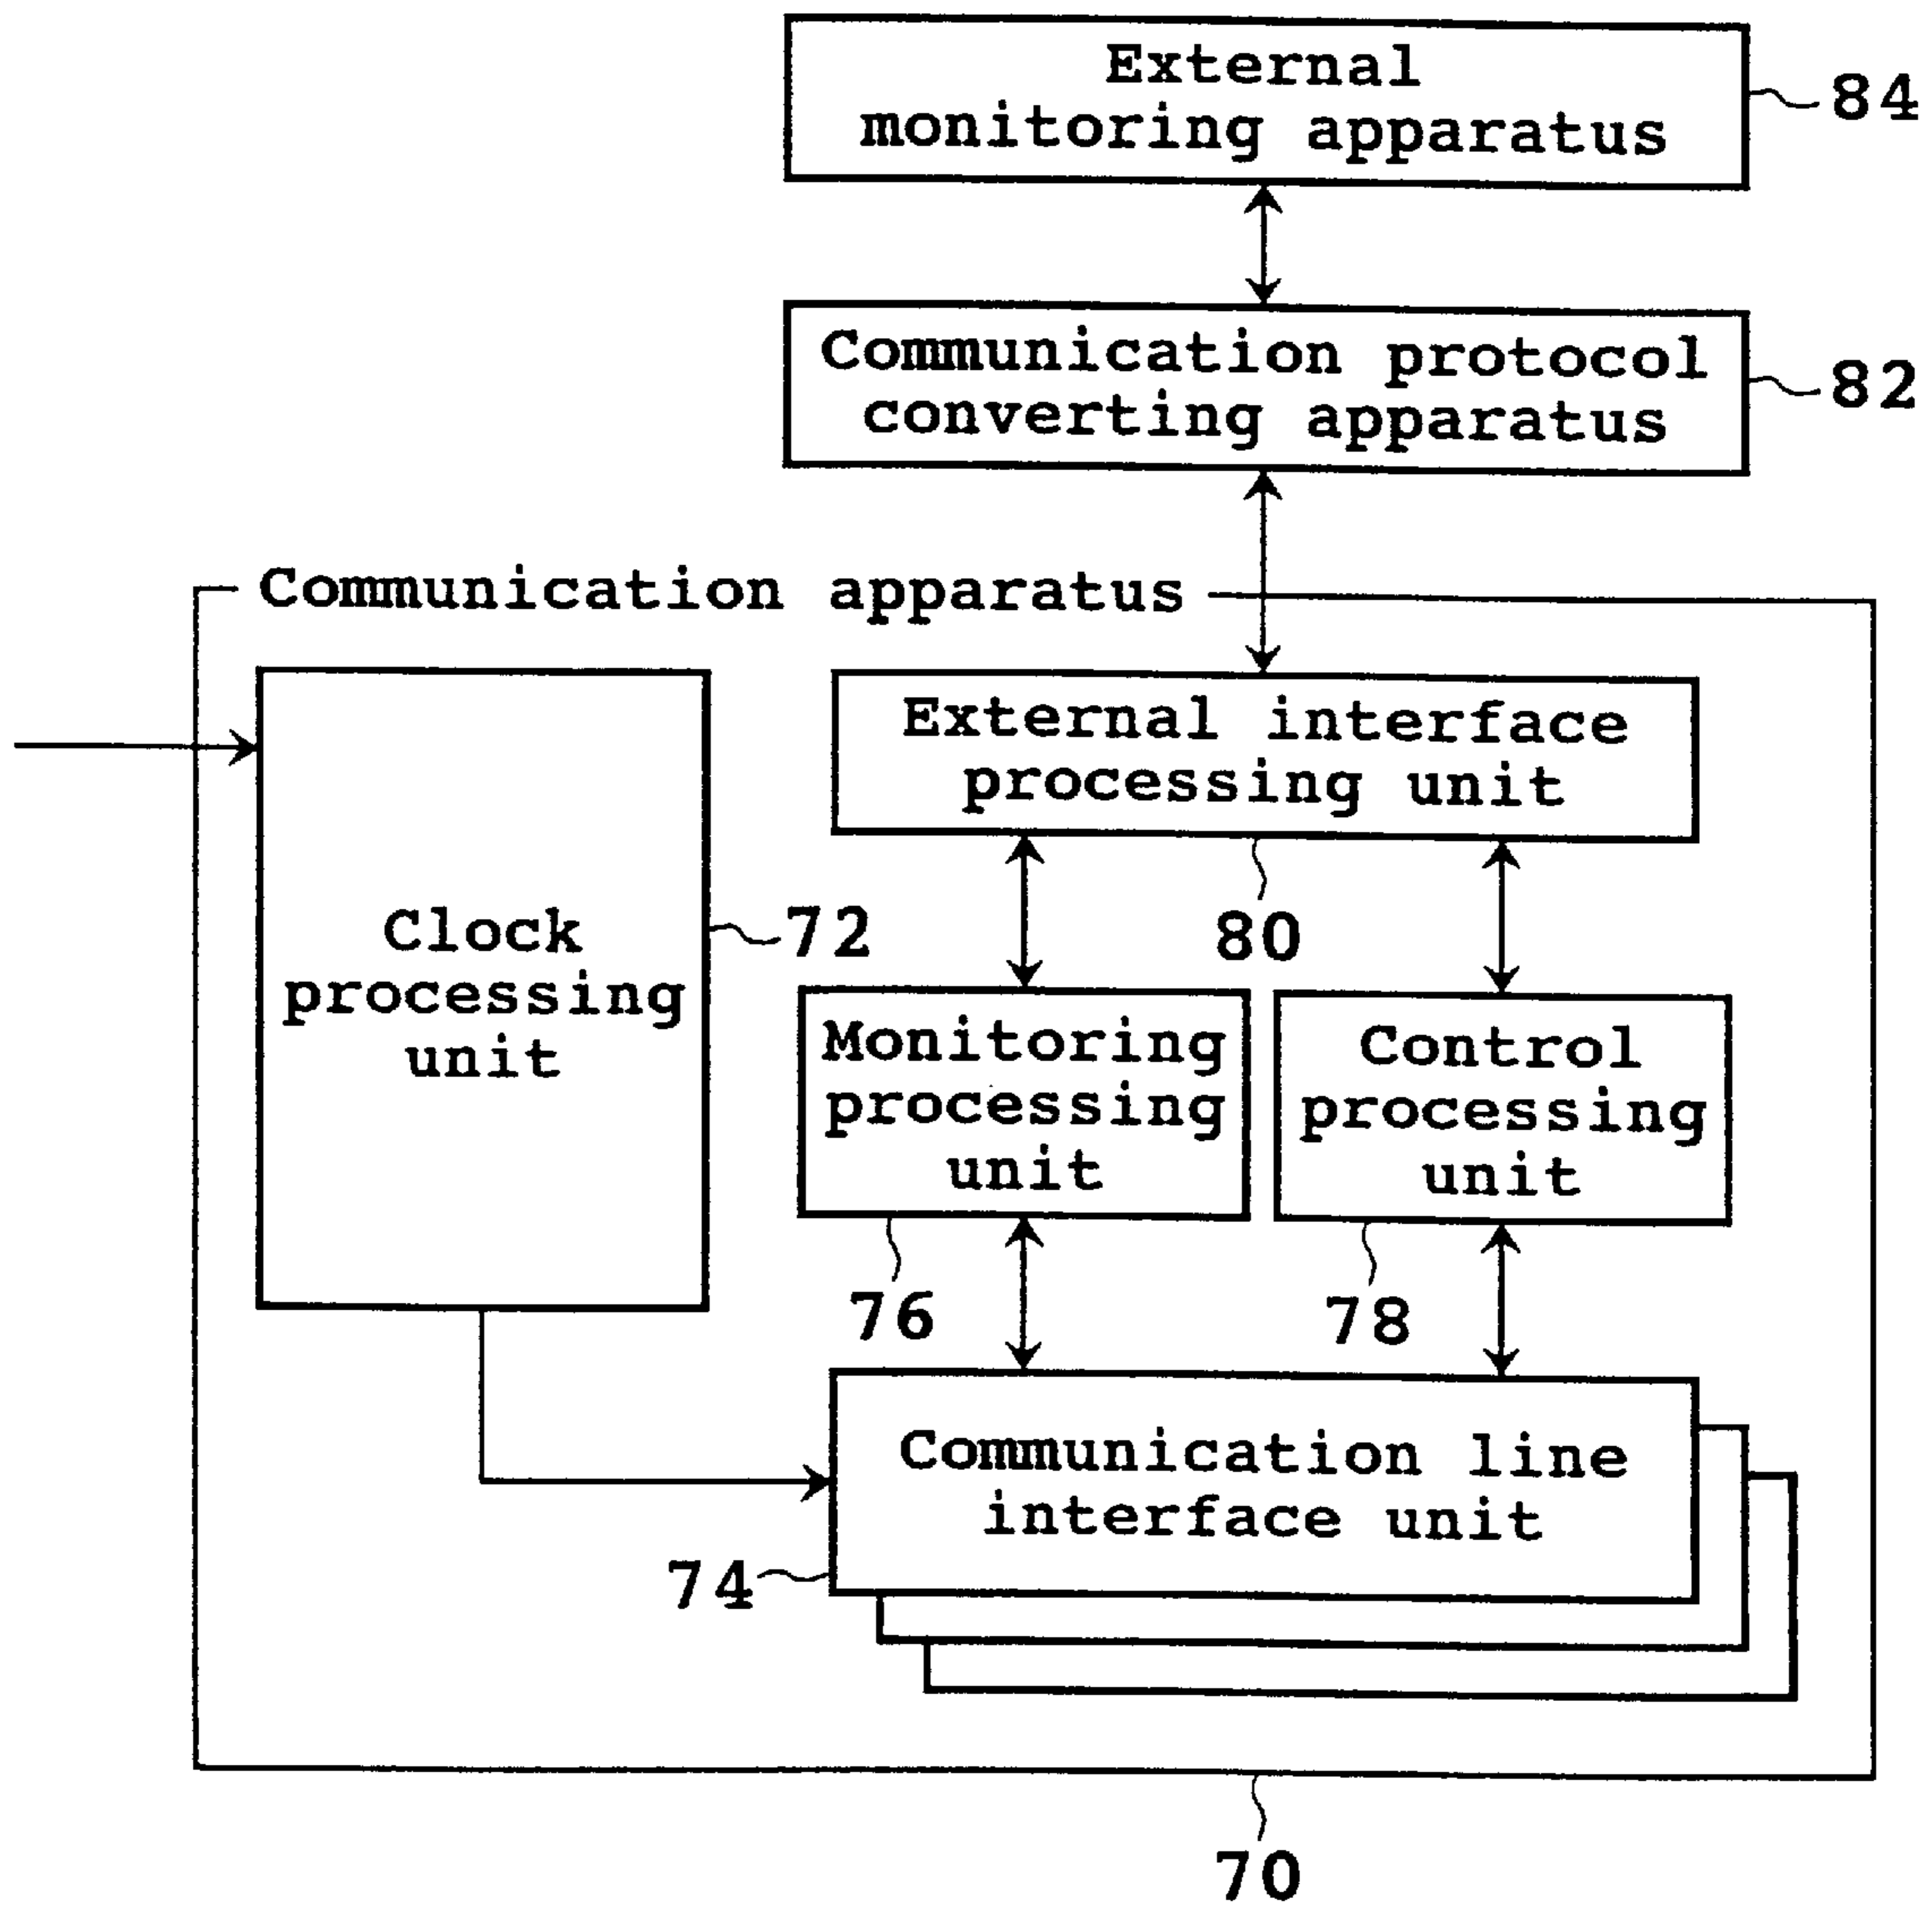 External
monitoring apparatus
84
Communication protocol
converting apparatus
82
Communication apparatus
External interface
processing unit
80
Clock
processing
unit
72
Monitoring
processing
unit
76
Control
processing
unit
78
Communication line
interface unit
74
70